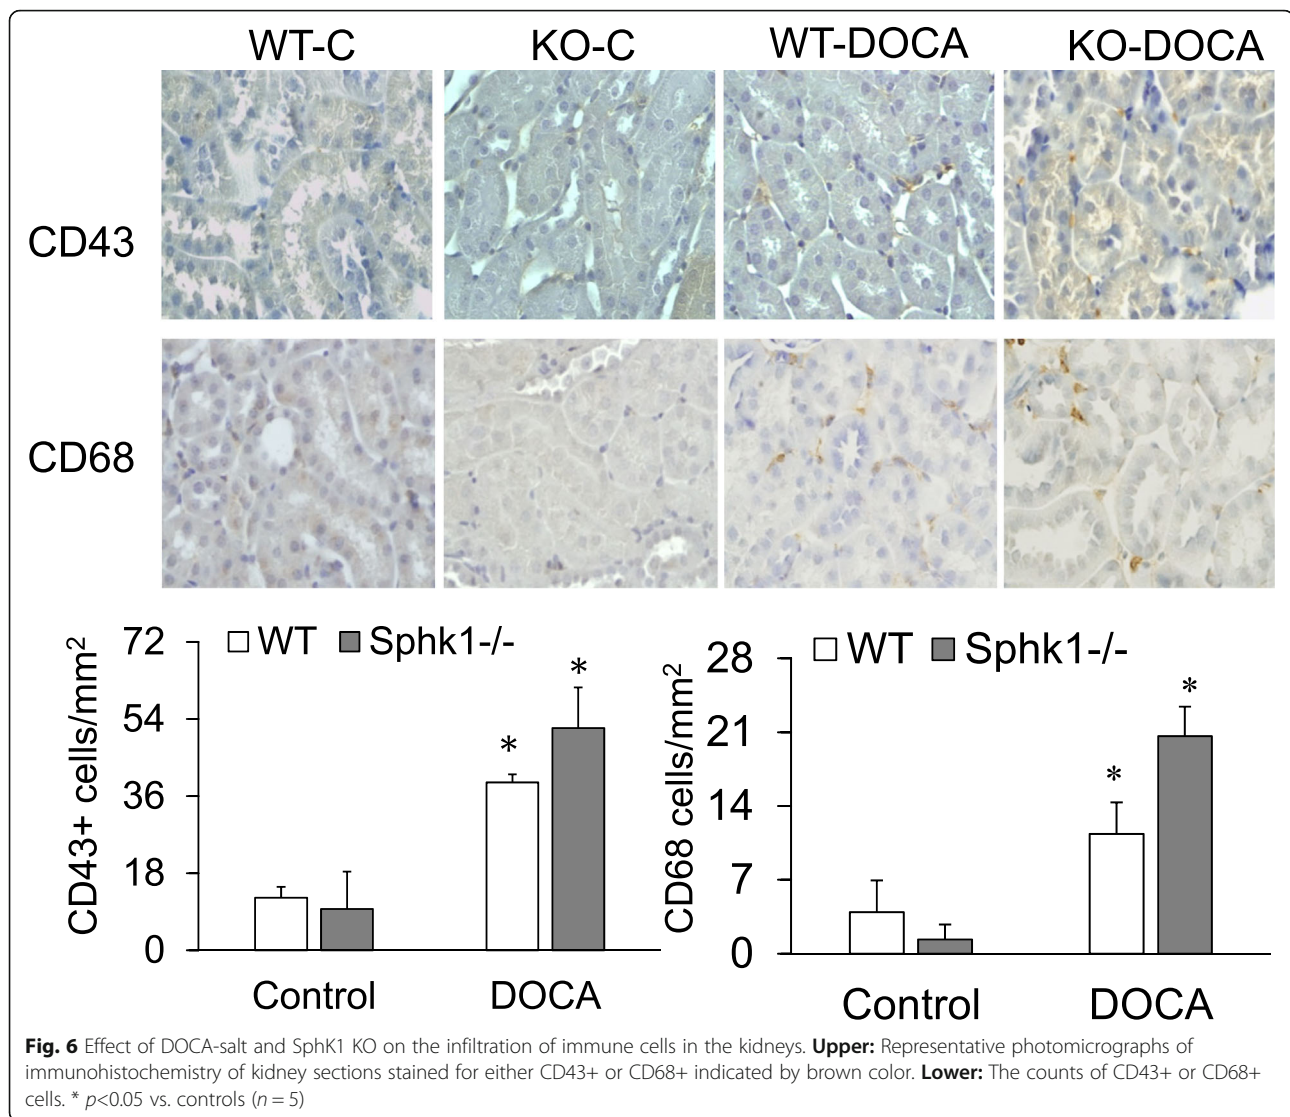 WT-C KO-C WT-DOCA KO-DOCA
CD43
CD68
CD43+ cells/mm²
72
54
36
18
0
WT Sphk1-/-
*
*
Control DOCA
CD68 cells/mm²
28
21
14
7
0
WT Sphk1-/-
*
*
Control DOCA
Fig. 6 Effect of DOCA-salt and SphK1 KO on the infiltration of immune cells in the kidneys. Upper: Representative photomicrographs of
immunohistochemistry of kidney sections stained for either CD43+ or CD68+ indicated by brown color. Lower: The counts of CD43+ or CD68+
cells. * p<0.05 vs. controls (n = 5)